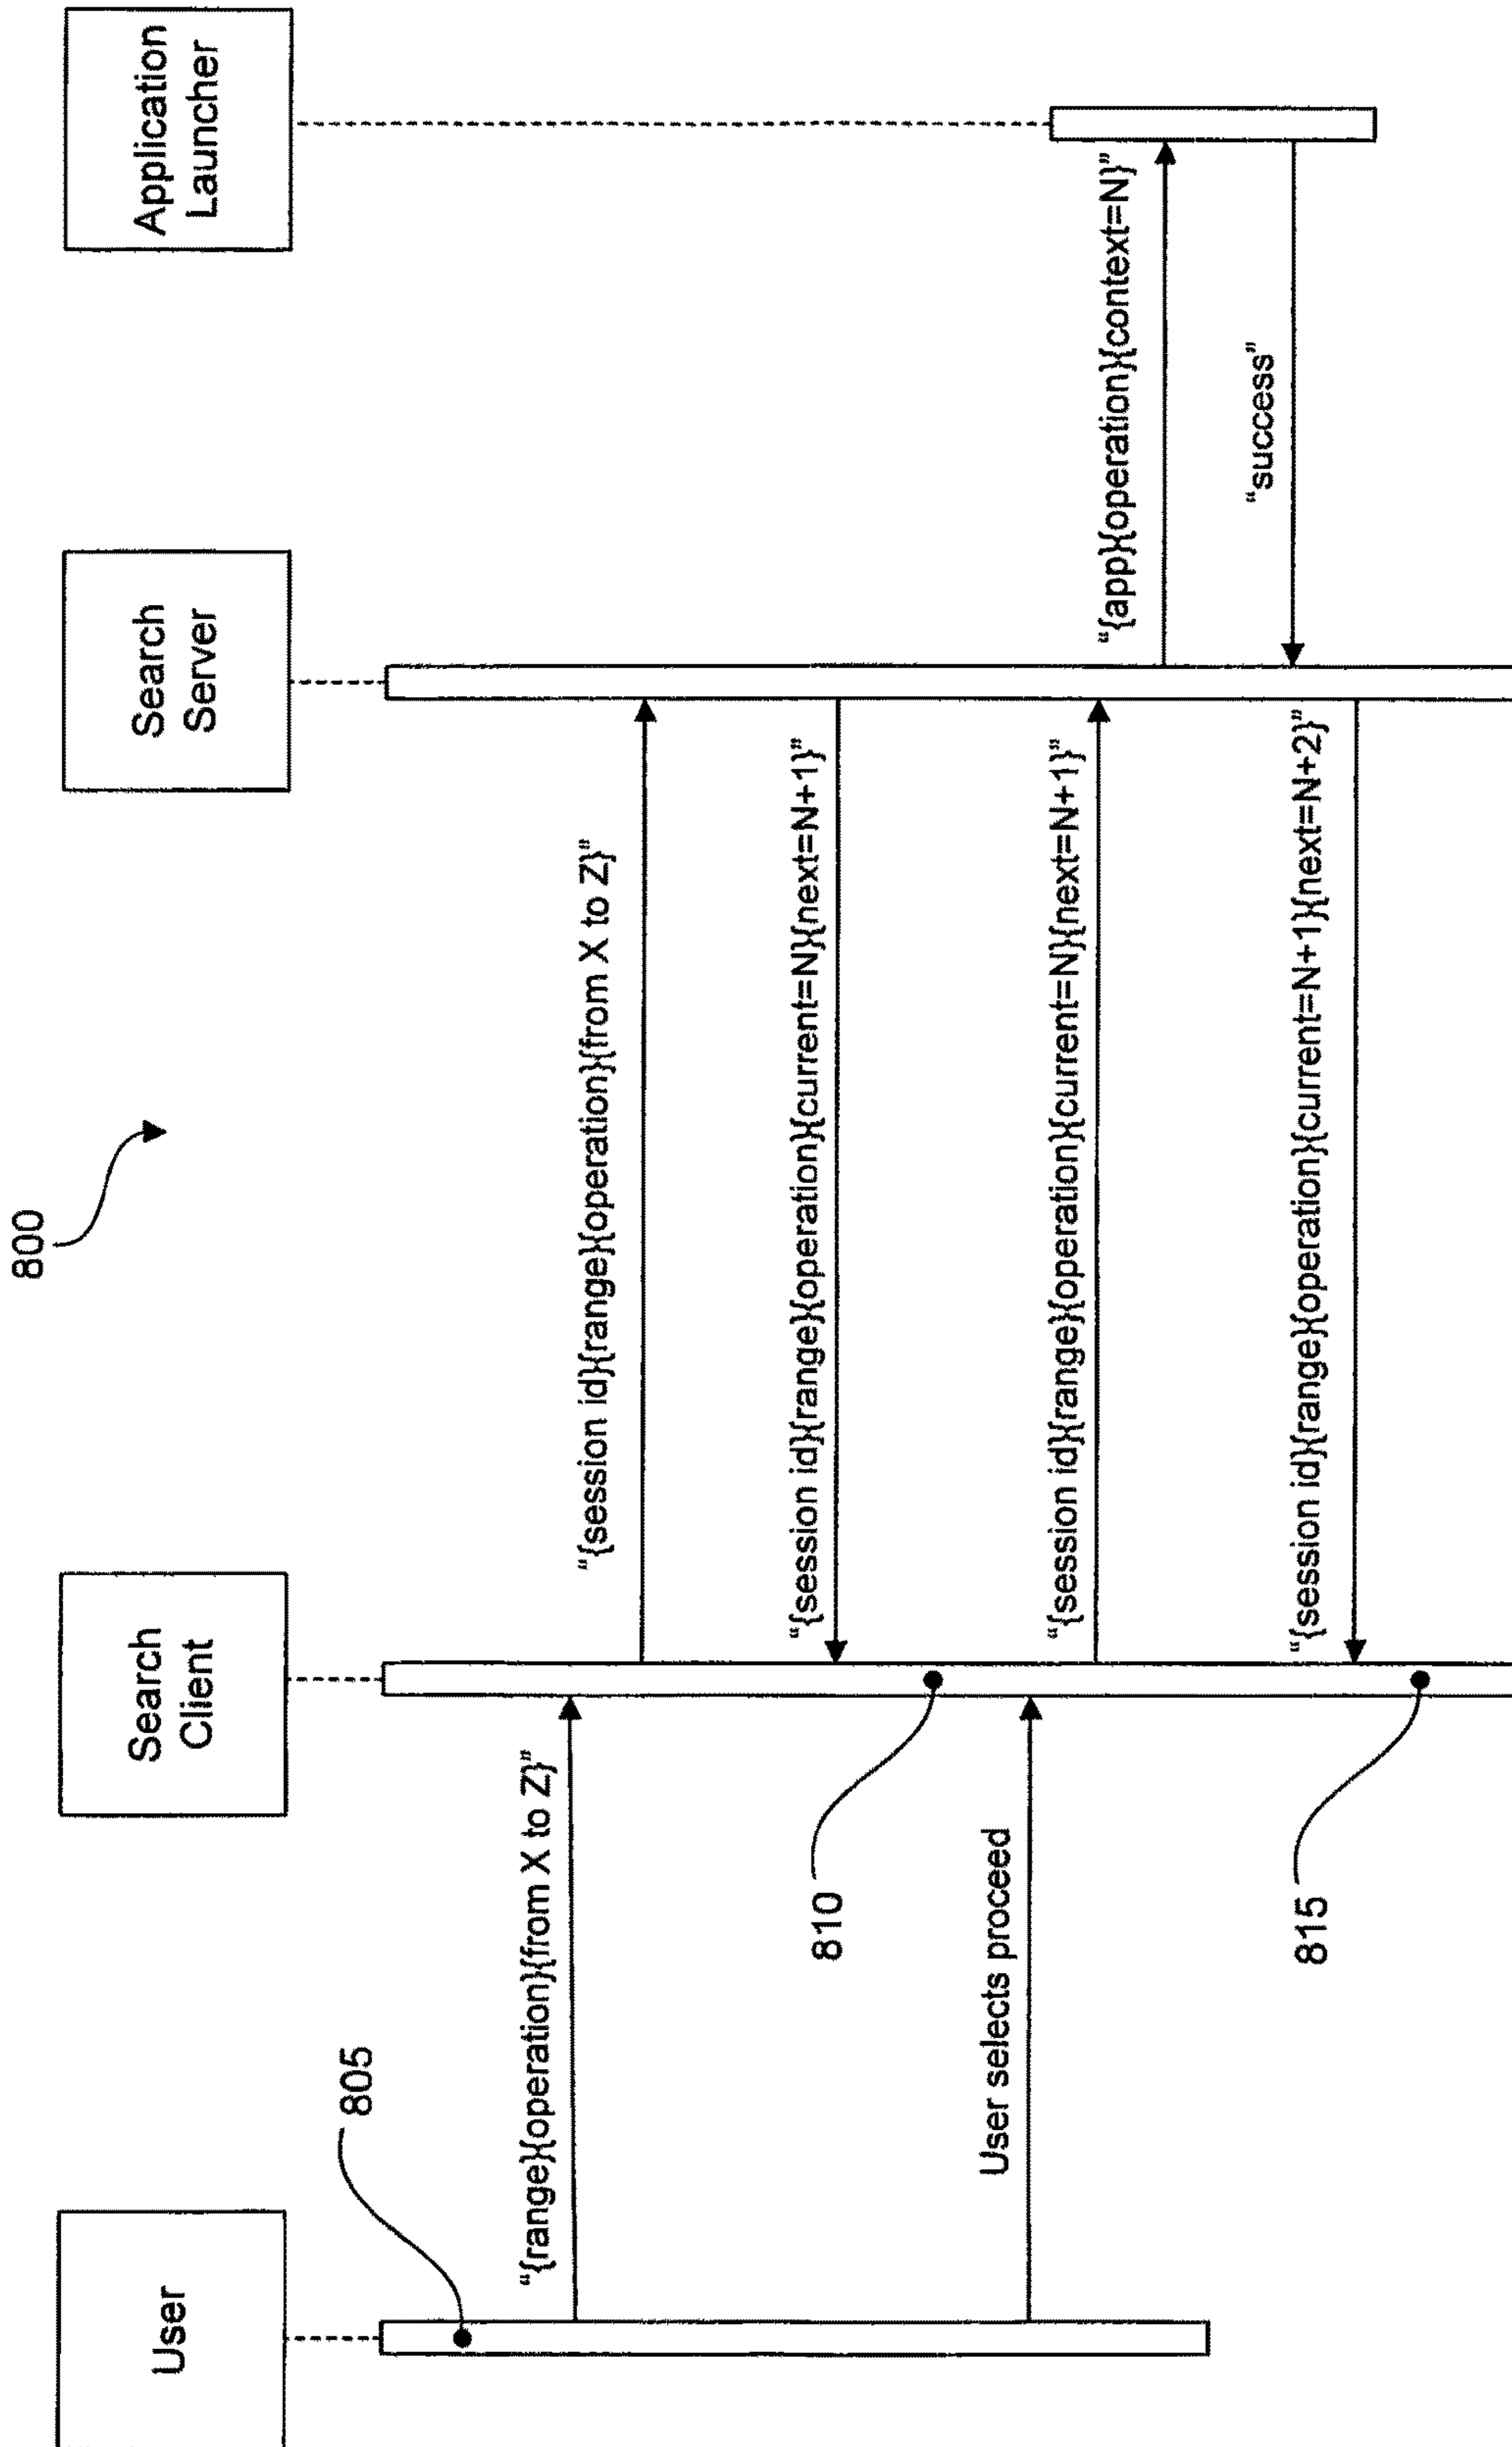 800
User
Search
Client
Search
Server
Application
Launcher
805
“{range}{operation}{from X to Z}”
“{session id}{range}{operation}{from X to Z}”
“{session id}{range}{operation}{current=N}{next=N+1}”
810
User selects proceed
“{session id}{range}{operation}{current=N}{next=N+1}”
“{app}{operation}{context=N}”
“success”
“{session id}{range}{operation}{current=N+1}{next=N+2}”
815